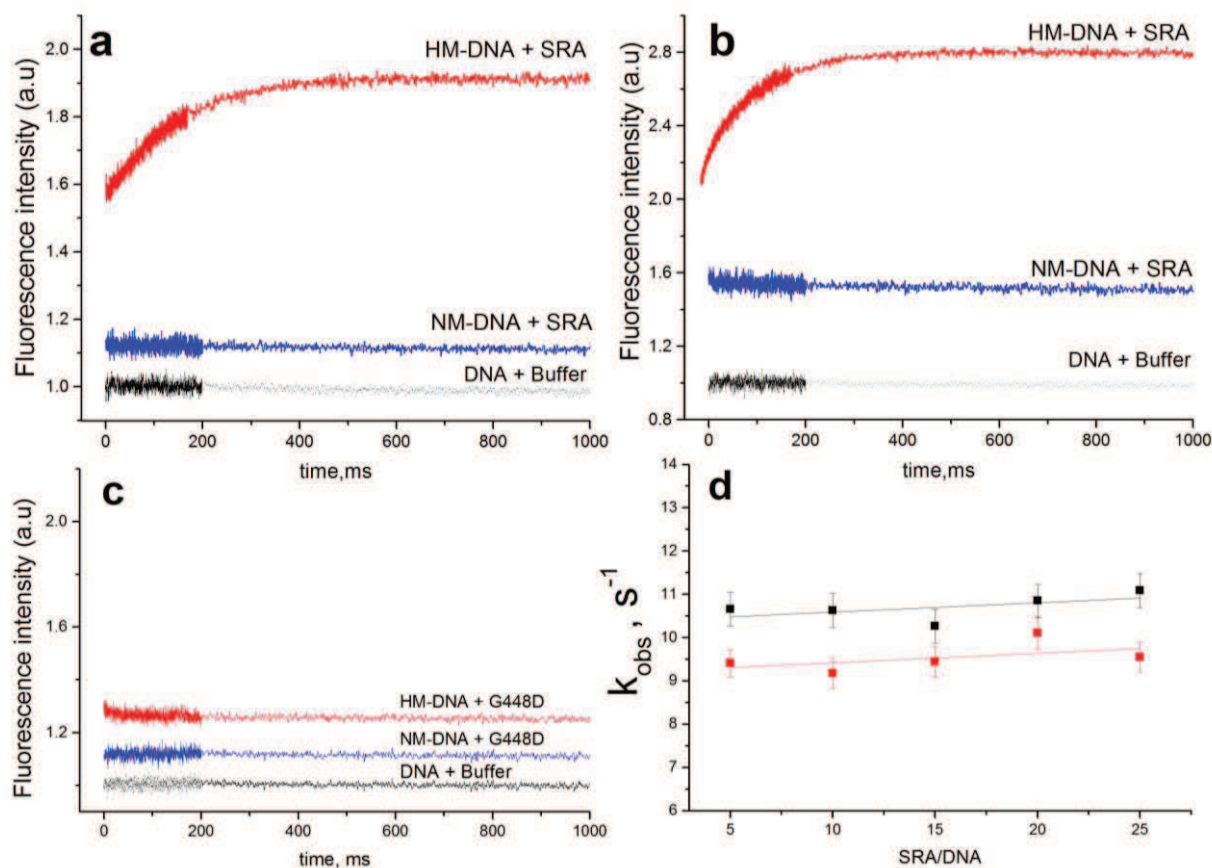 a
HM-DNA + SRA
NM-DNA + SRA
DNA + Buffer
Fluorescence intensity (a.u)
2.0
1.8
1.6
1.4
1.2
1.0
0 200 400 600 800 1000
time,ms
b
HM-DNA + SRA
NM-DNA + SRA
DNA + Buffer
Fluorescence intensity (a.u)
2.8
2.4
2.0
1.6
1.2
0.8
0 200 400 600 800 1000
time,ms
c
HM-DNA + G448D
NM-DNA + G448D
DNA + Buffer
Fluorescence intensity (a.u)
2.0
1.6
1.2
0 200 400 600 800 1000
time, ms
d
kobs , s-1
14
13
12
11
10
9
8
7
6
5 10 15 20 25
SRA/DNA